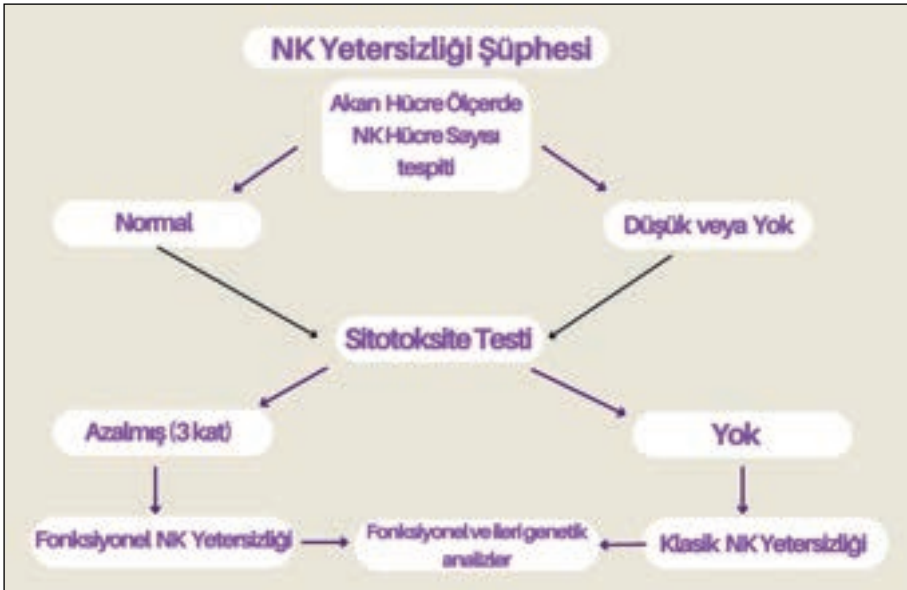 NK Yetersizliği Şüphesi
Akan Hücre Ölçerde
NK Hücre Sayısı
tespiti
Normal
Düşük veya Yok
Sitotoksite Testi
Azalmış (3 kat)
Yok
Fonksiyonel NK Yetersizliği
Fonksiyonel ve ileri genetik
analizler
Klasik NK Yetersizliği